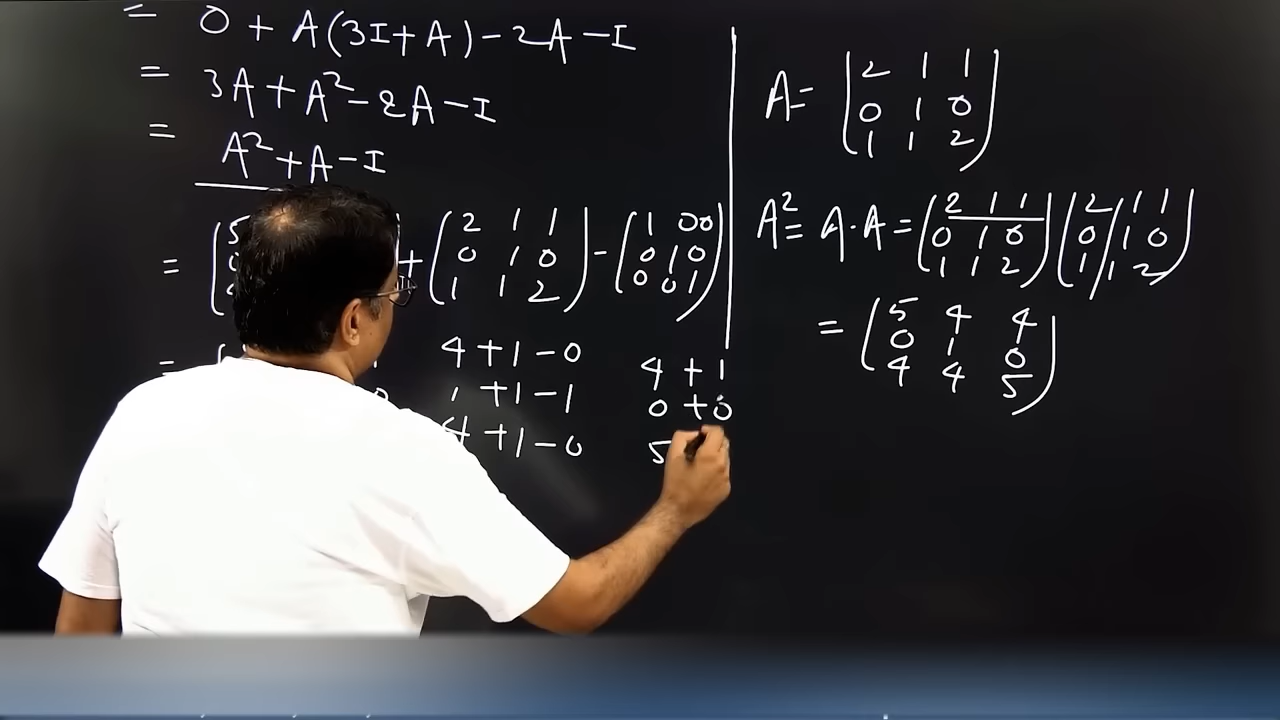 = 0 + A(3I+A) - 2A - I
= 3A + A² - 2A - I
= A² + A - I
= ( 5 + ( 2 1 1 ) - ( 1 0 0 )
0 1 0 0 1 0
1 1 2 0 0 1
= 4 + 1 - 0 4 + 1
1 + 1 - 1 0 + 0
4 + 1 - 0 5
A = ( 2 1 1 )
0 1 0
1 1 2
A² = A·A = ( 2 1 1 ) ( 2 1 1 )
0 1 0 0 1 0
1 1 2 1 1 2
= ( 5 4 4 )
0 1 0
4 4 5